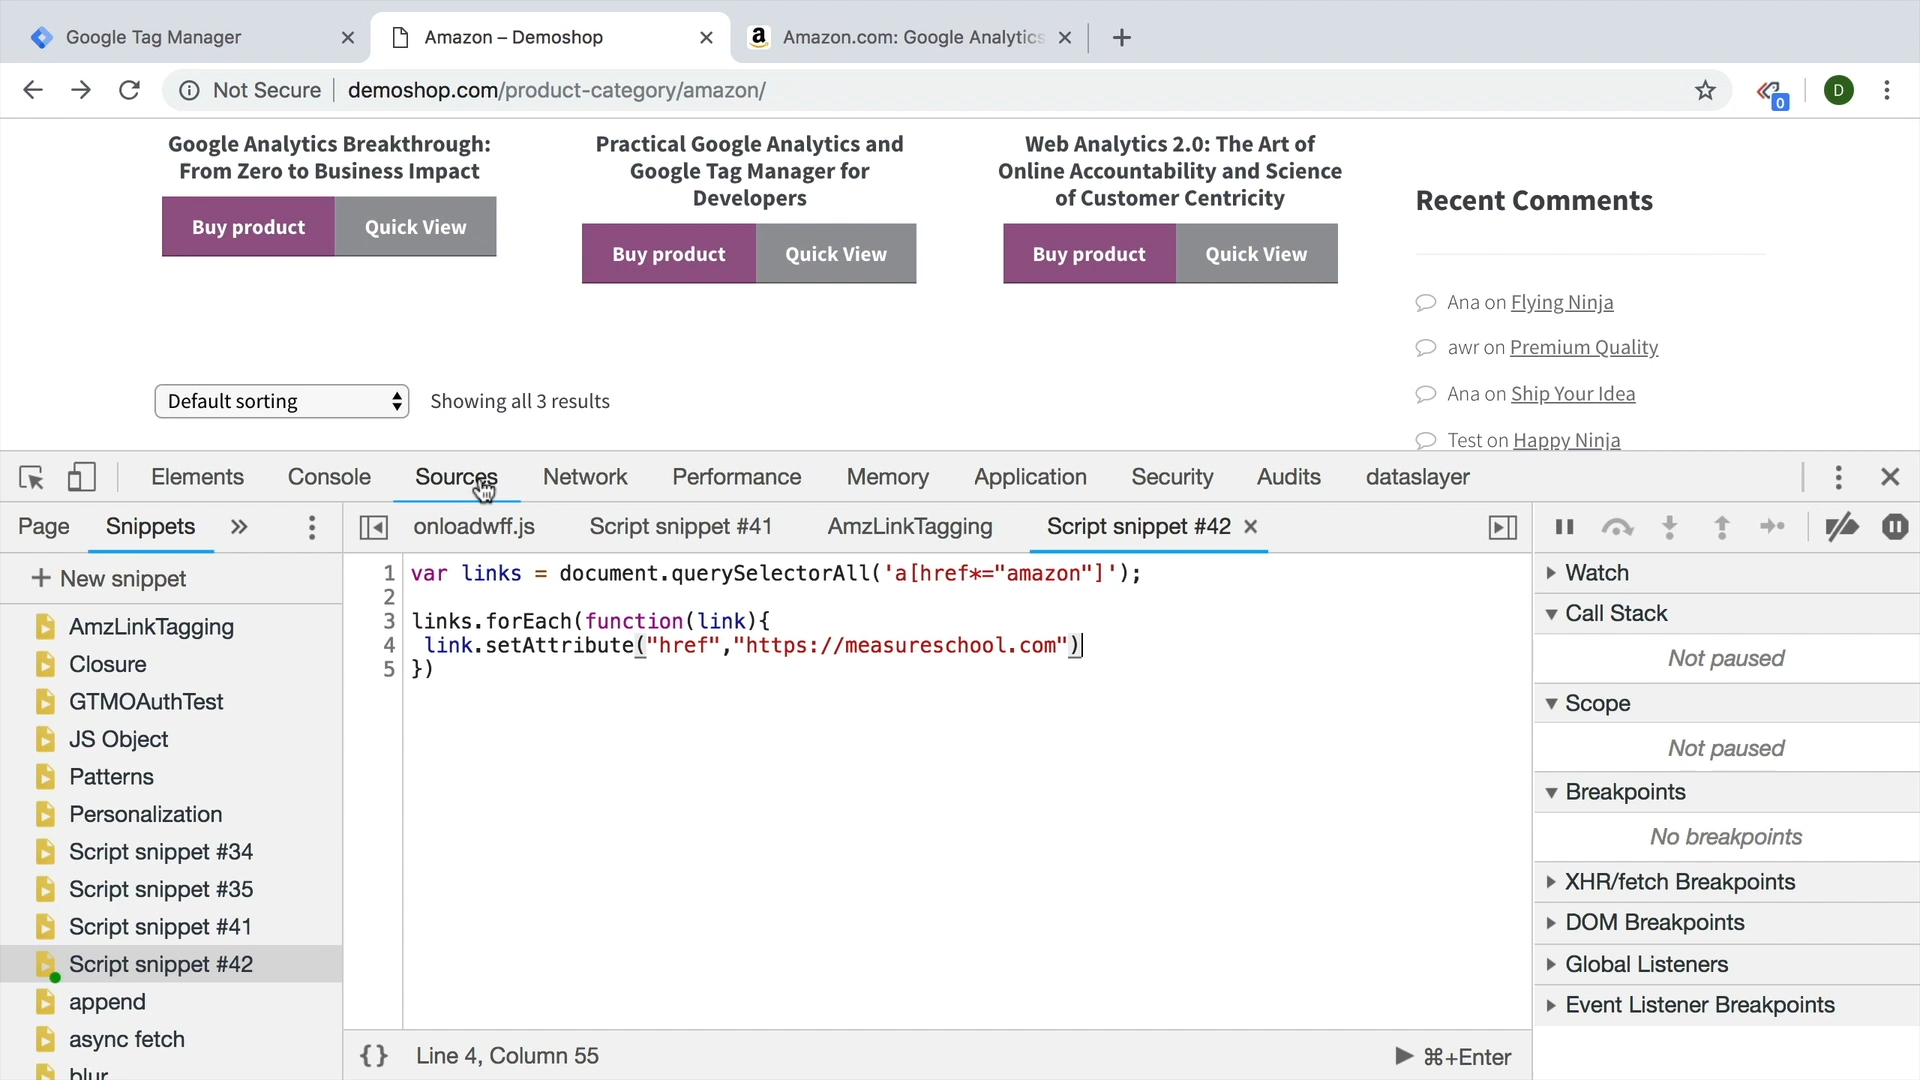 Google Tag Manager
Amazon – Demoshop
Amazon.com: Google Analytics
Not Secure
demoshop.com/product-category/amazon/
0
D
Google Analytics Breakthrough:
From Zero to Business Impact
Buy product
Quick View
Practical Google Analytics and
Google Tag Manager for
Developers
Buy product
Quick View
Web Analytics 2.0: The Art of
Online Accountability and Science
of Customer Centricity
Buy product
Quick View
Recent Comments
Ana on Flying Ninja
awr on Premium Quality
Ana on Ship Your Idea
Test on Happy Ninja
Default sorting
Showing all 3 results
Elements
Console
Sources
Network
Performance
Memory
Application
Security
Audits
dataslayer
Page
Snippets
»
onloadwff.js
Script snippet #41
AmzLinkTagging
Script snippet #42
+ New snippet
AmzLinkTagging
Closure
GTMOAuthTest
JS Object
Patterns
Personalization
Script snippet #34
Script snippet #35
Script snippet #41
Script snippet #42
append
async fetch
blur
1 var links = document.querySelectorAll('a[href*="amazon"]');
2
3 links.forEach(function(link){
4 link.setAttribute("href","https://measureschool.com")
5 })
{ } Line 4, Column 55
⌘+Enter
Watch
Call Stack
Not paused
Scope
Not paused
Breakpoints
No breakpoints
XHR/fetch Breakpoints
DOM Breakpoints
Global Listeners
Event Listener Breakpoints